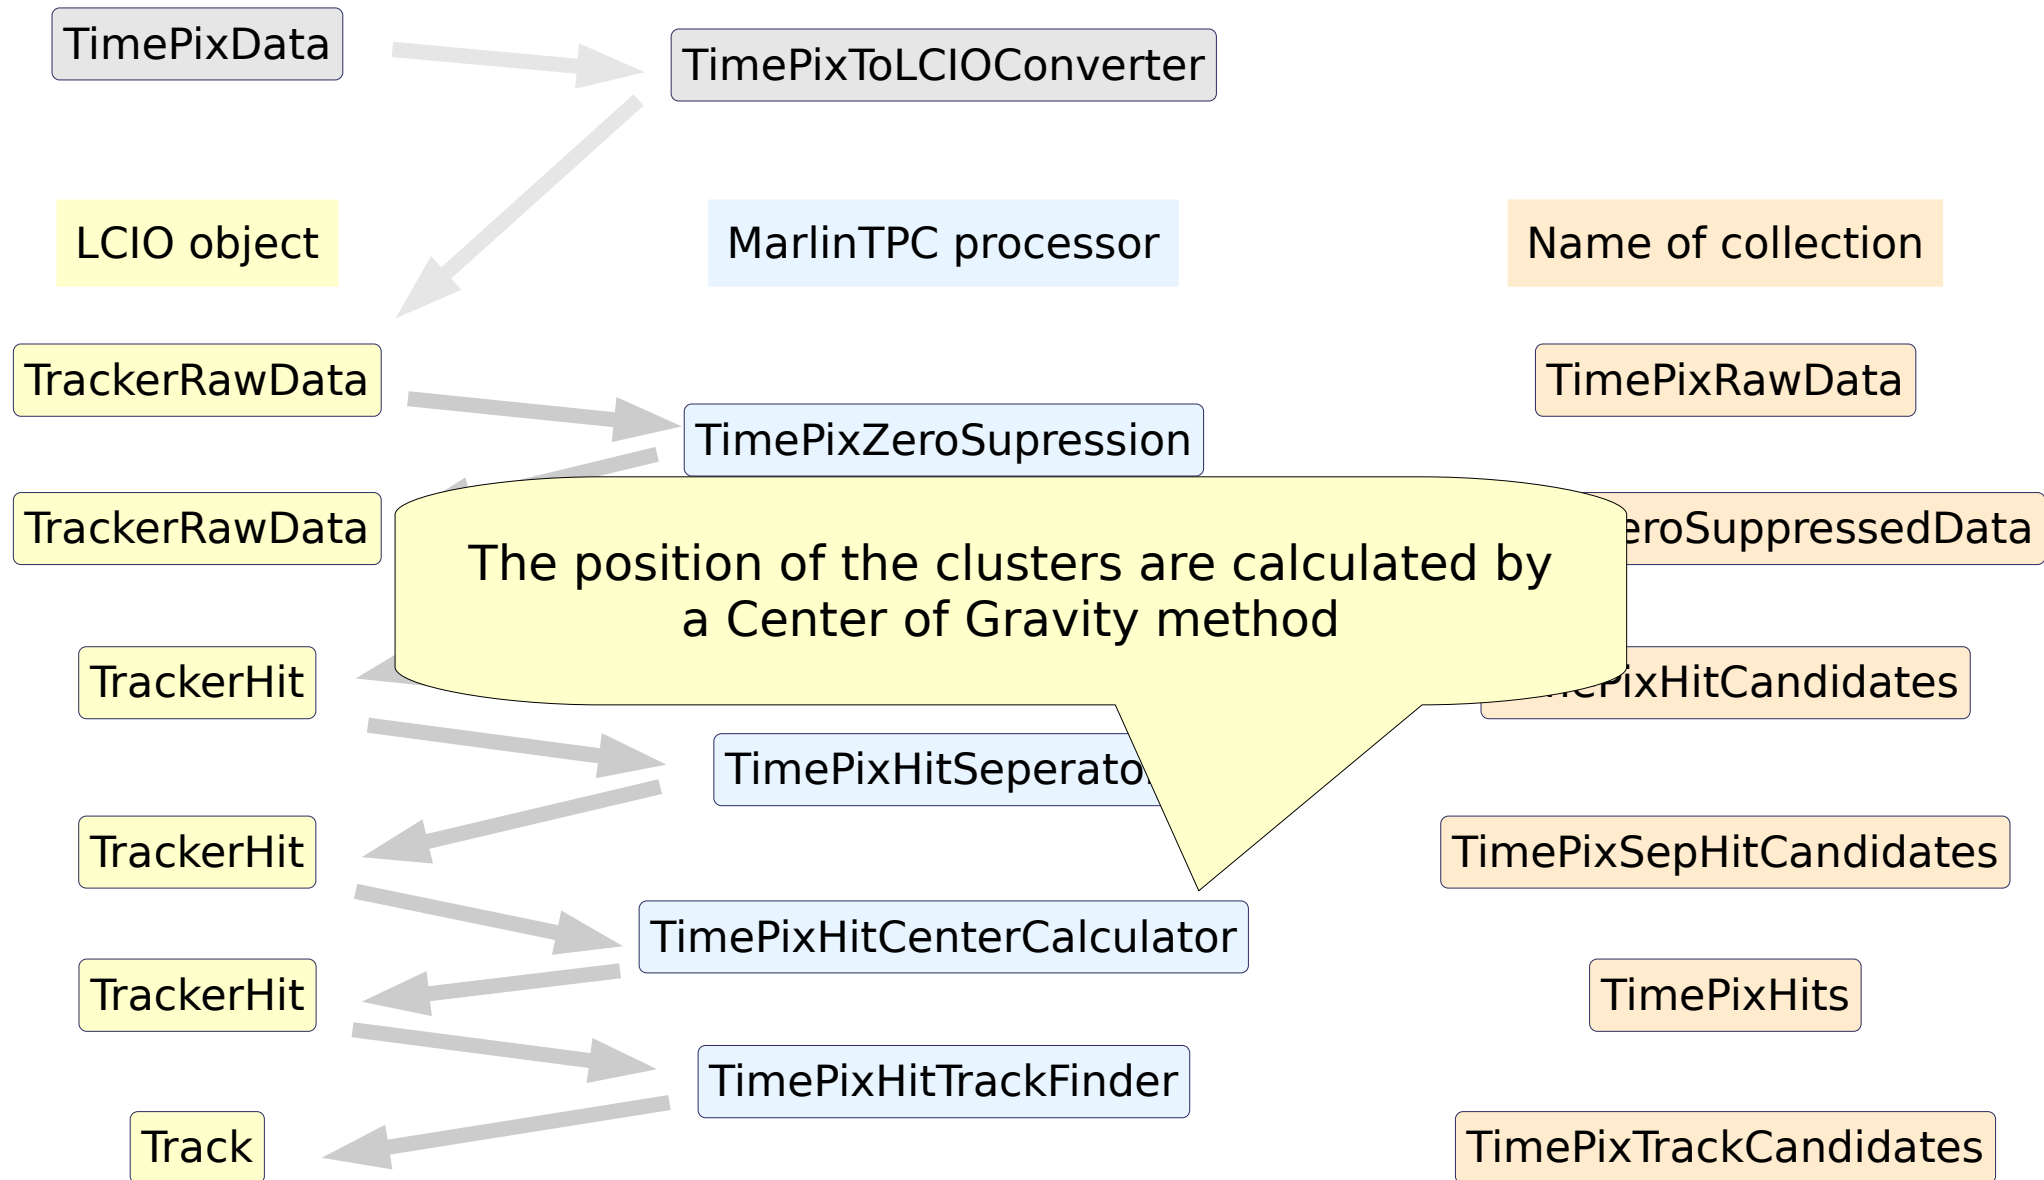 TimePixData
TimePixToLCIOConverter
LCIO object
MarlinTPC processor
Name of collection
TrackerRawData
TimePixRawData
TimePixZeroSupression
TrackerRawData
eroSuppressedData
The position of the clusters are calculated by
a Center of Gravity method
TrackerHit
PixHitCandidates
TimePixHitSeperator
TrackerHit
TimePixSepHitCandidates
TimePixHitCenterCalculator
TrackerHit
TimePixHits
TimePixHitTrackFinder
Track
TimePixTrackCandidates